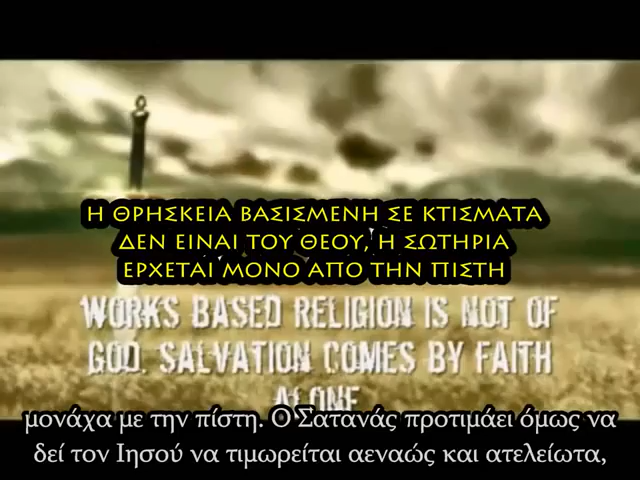 Η ΘΡΗΣΚΕΙΑ ΒΑΣΙΣΜΕΝΗ ΣΕ ΚΤΙΣΜΑΤΑ
ΔΕΝ ΕΙΝΑΙ ΤΟΥ ΘΕΟΥ, Η ΣΩΤΗΡΙΑ
ΕΡΧΕΤΑΙ ΜΟΝΟ ΑΠΟ ΤΗΝ ΠΙΣΤΗ
WORKS BASED RELIGION IS NOT OF
GOD. SALVATION COMES BY FAITH
ALONE
μονάχα με την πίστη. Ο Σατανάς προτιμάει όμως να
δεί τον Ιησού να τιμωρείται αεναώς και ατελείωτα,